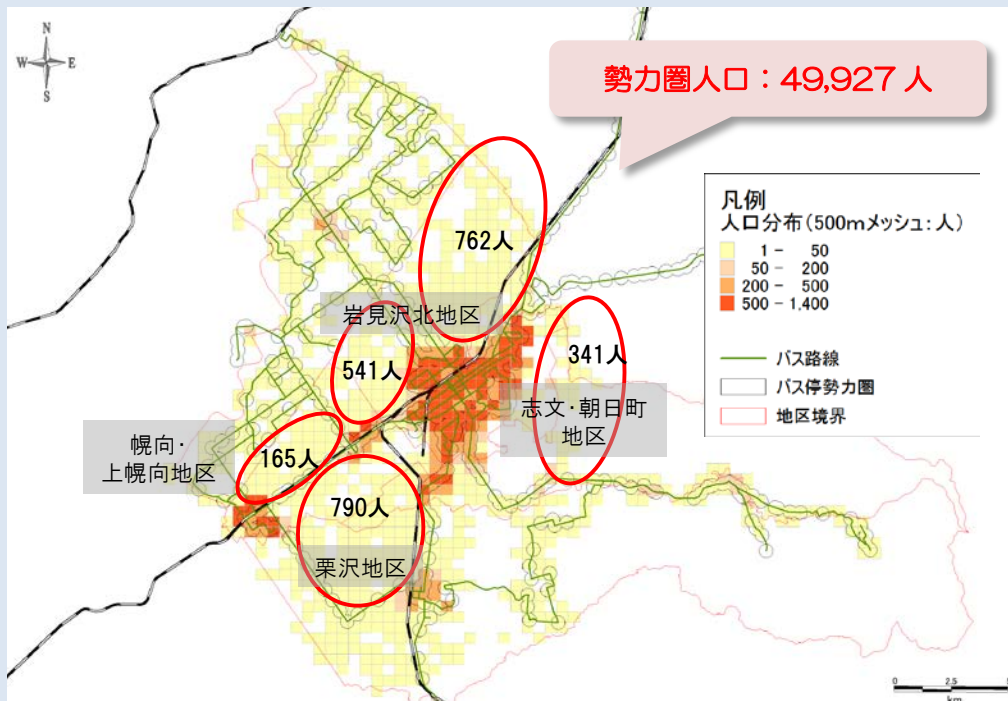 N
W E
S
勢力圏人口：49,927 人
凡例
人口分布(500mメッシュ：人)
1 － 50
50 － 200
200 － 500
500 － 1,400
バス路線
バス停勢力圏
地区境界
762人
岩見沢北地区
541人
341人
志文・朝日町
地区
幌向・
上幌向地区
165人
790人
栗沢地区
0 2.5
km